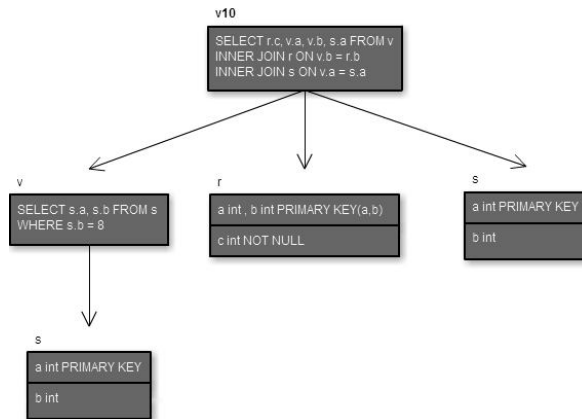 v10
SELECT r.c, v.a, v.b, s.a FROM v
INNER JOIN r ON v.b = r.b
INNER JOIN s ON v.a = s.a
v
SELECT s.a, s.b FROM s
WHERE s.b = 8
r
a int , b int PRIMARY KEY(a,b)
c int NOT NULL
s
a int PRIMARY KEY
b int
s
a int PRIMARY KEY
b int